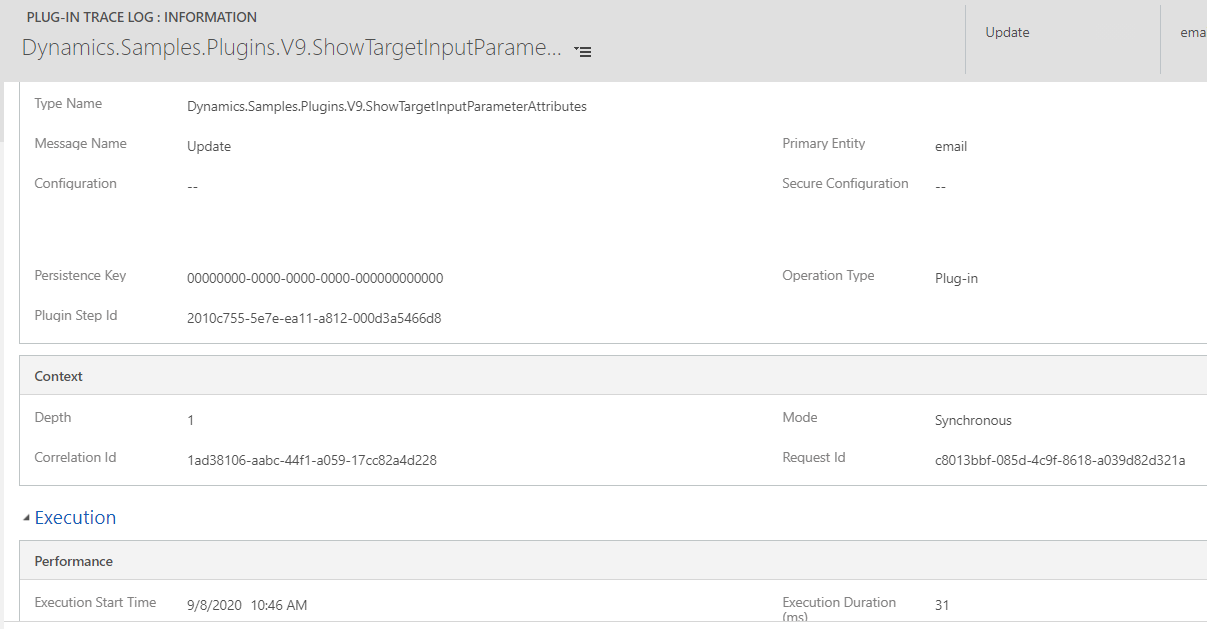 PLUG-IN TRACE LOG : INFORMATION
Dynamics.Samples.Plugins.V9.ShowTargetInputParame...
Update
ema
Type Name Dynamics.Samples.Plugins.V9.ShowTargetInputParameterAttributes
Message Name Update Primary Entity email
Configuration -- Secure Configuration --
Persistence Key 00000000-0000-0000-0000-000000000000 Operation Type Plug-in
Plugin Step Id 2010c755-5e7e-ea11-a812-000d3a5466d8
Context
Depth 1 Mode Synchronous
Correlation Id 1ad38106-aabc-44f1-a059-17cc82a4d228 Request Id c8013bbf-085d-4c9f-8618-a039d82d321a
Execution
Performance
Execution Start Time 9/8/2020 10:46 AM Execution Duration 31
(ms)